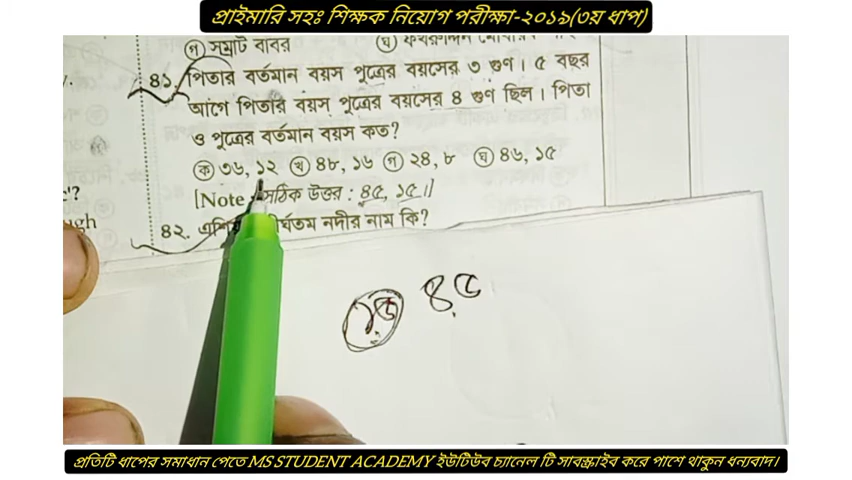 প্রাইমারি সহঃ শিক্ষক নিয়োগ পরীক্ষা-২০১৯(৩য় ধাপ)
গ সম্রাট বাবর ঘ
৪১. পিতার বর্তমান বয়স পুত্রের বয়সের ৩ গুণ। ৫ বছর
আগে পিতার বয়স পুত্রের বয়সের ৪ গুণ ছিল। পিতা
ও পুত্রের বর্তমান বয়স কত?
ক ৩৬, ১২ খ ৪৮, ১৬ গ ২৪, ৮ ঘ ৪৬, ১৫
[Note সঠিক উত্তর : ৪৫, ১৫।]
৪২. নদীর নাম কি?
১৫ ৪৫
প্রতিটি ধাপের সমাধান পেতে MS STUDENT ACADEMY ইউটিউব চ্যানেল টি সাবস্ক্রাইব করে পাশে থাকুন ধন্যবাদ।